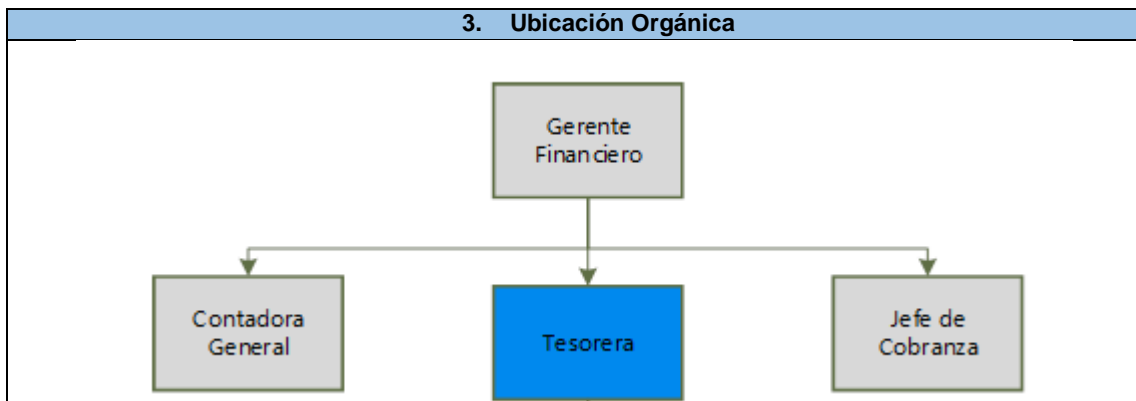 3. Ubicación Orgánica
Gerente
Financiero
Contadora
General
Tesorera
Jefe de
Cobranza